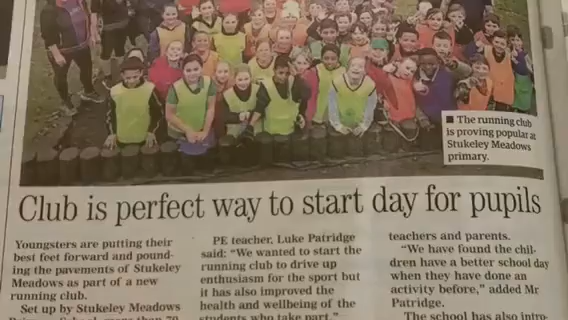 ■ The running club
is proving popular at
Stukeley Meadows
primary.
Club is perfect way to start day for pupils
Youngsters are putting their
best feet forward and pound-
ing the pavements of Stukeley
Meadows as part of a new
running club.
Set up by Stukeley Meadows
PE teacher, Luke Patridge
said: "We wanted to start the
running club to drive up
enthusiasm for the sport but
it has also improved the
health and wellbeing of the
students who take part."
teachers and parents.
"We have found the chil-
dren have a better school day
when they have done an
activity before," added Mr
Patridge.
The school has also intro-